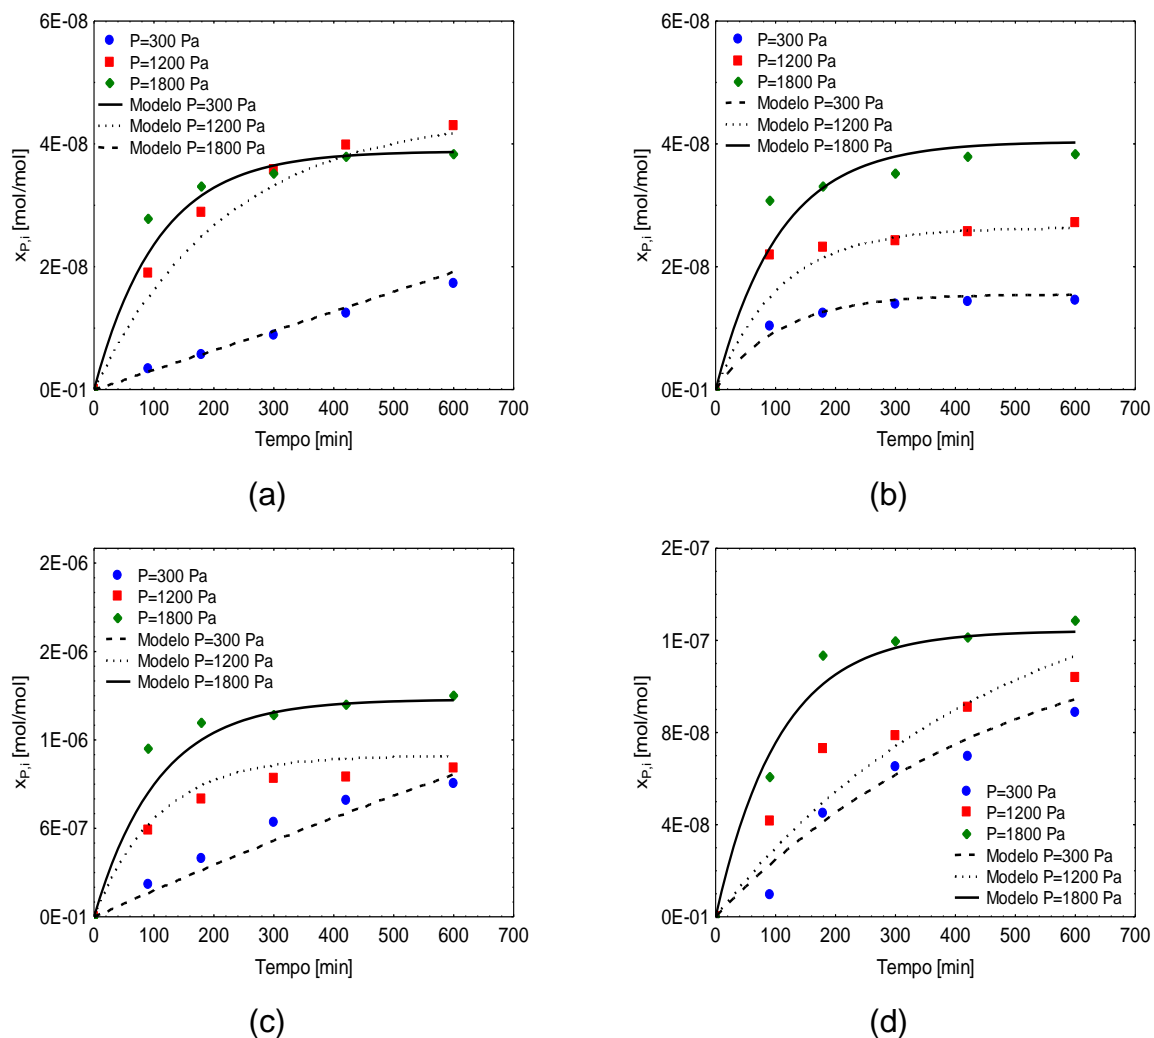 6E-08
4E-08
2E-08
0E-01
x_P,i [mol/mol]
P=300 Pa
P=1200 Pa
P=1800 Pa
Modelo P=300 Pa
Modelo P=1200 Pa
Modelo P=1800 Pa
0 100 200 300 400 500 600 700
Tempo [min]
(a)
6E-08
4E-08
2E-08
0E-01
x_P,i [mol/mol]
P=300 Pa
P=1200 Pa
P=1800 Pa
Modelo P=300 Pa
Modelo P=1200 Pa
Modelo P=1800 Pa
0 100 200 300 400 500 600 700
Tempo [min]
(b)
2E-06
2E-06
1E-06
6E-07
0E-01
x_P,i [mol/mol]
P=300 Pa
P=1200 Pa
P=1800 Pa
Modelo P=300 Pa
Modelo P=1200 Pa
Modelo P=1800 Pa
0 100 200 300 400 500 600 700
Tempo [min]
(c)
2E-07
1E-07
8E-08
4E-08
0E-01
x_P,i [mol/mol]
P=300 Pa
P=1200 Pa
P=1800 Pa
Modelo P=300 Pa
Modelo P=1200 Pa
Modelo P=1800 Pa
0 100 200 300 400 500 600 700
Tempo [min]
(d)